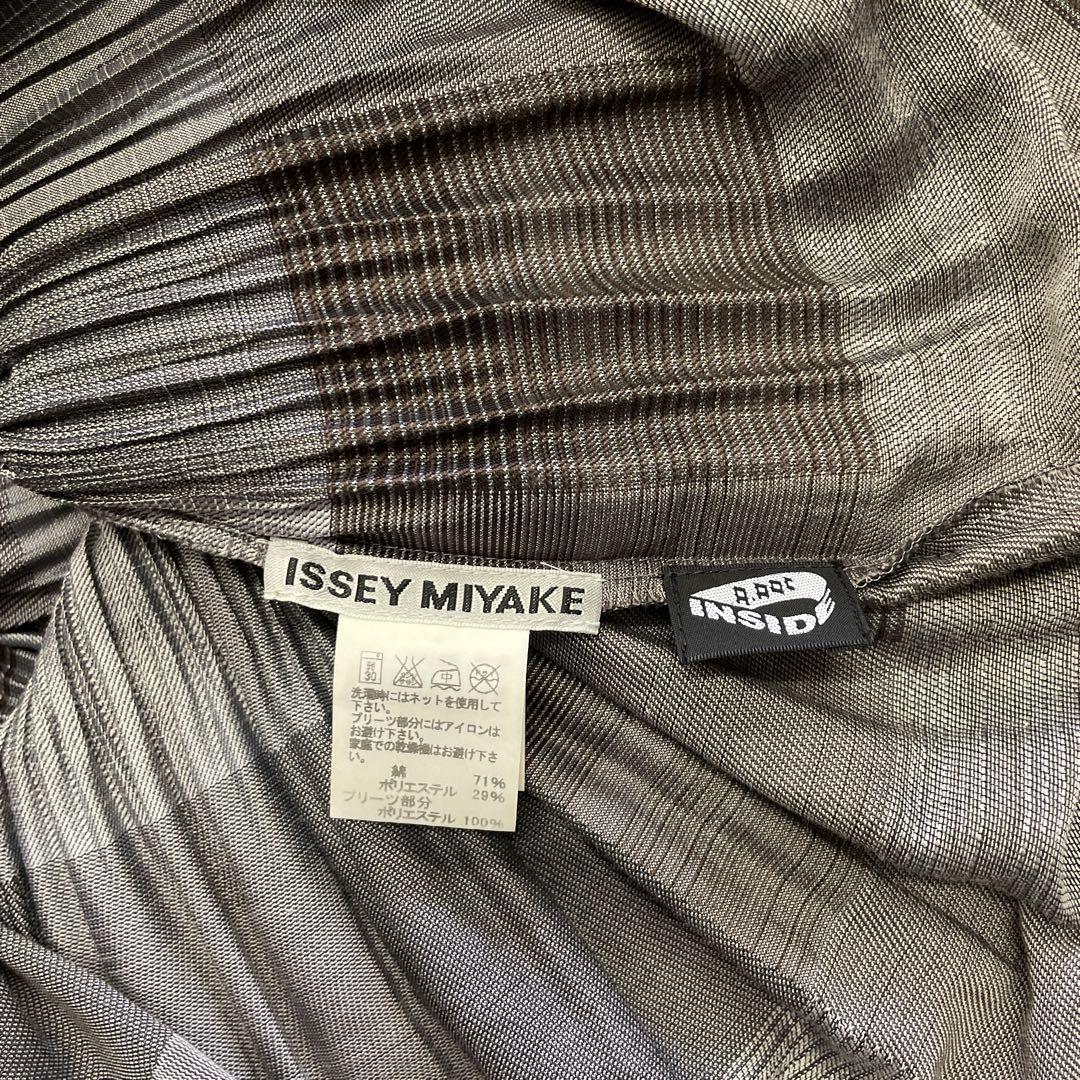 ISSEY MIYAKE
A.POC
INSIDE
洗濯時にはネットを使用して
下さい。
プリーツ部分にはアイロンは
お避け下さい。
家庭での乾燥機はお避け下さ
い。
綿 71%
ポリエステル 29%
プリーツ部分
ポリエステル 100%